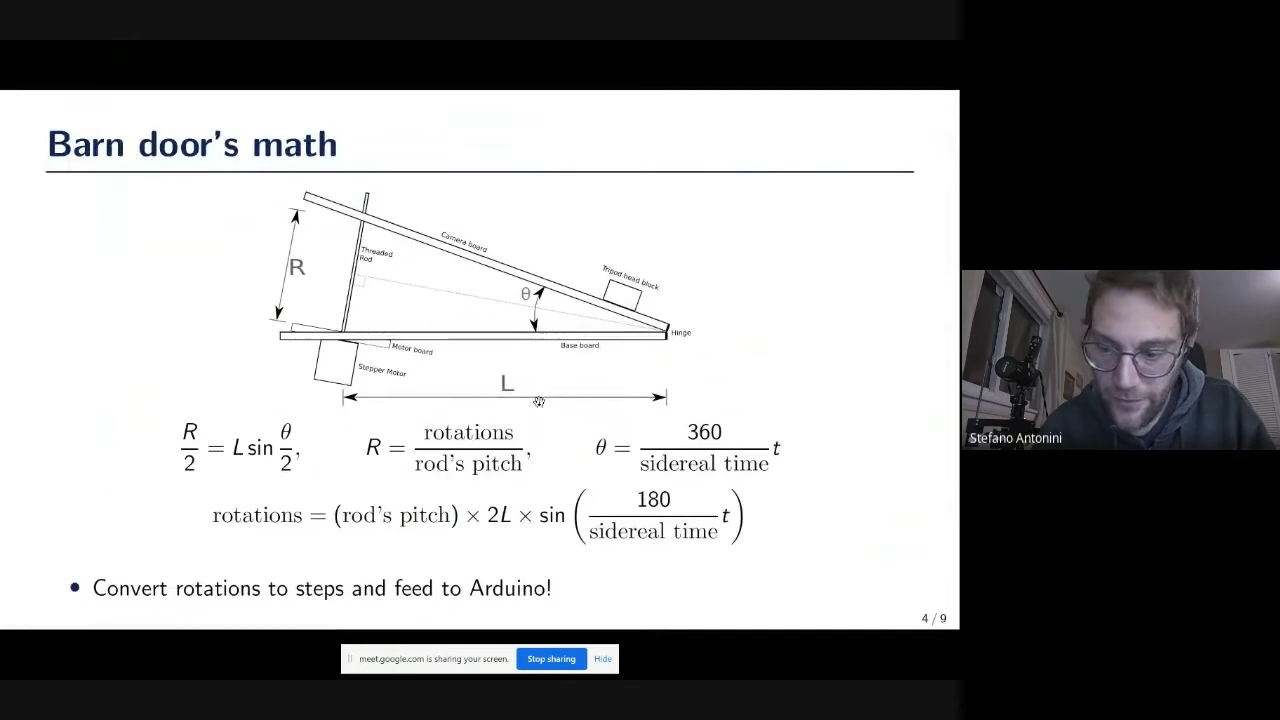 Barn door's math
Camera board
Threaded
Rod
R
θ
Tripod head block
Hinge
Motor board
Base board
Stepper Motor
L
R/2 = L sin θ/2, R = rotations/rod's pitch, θ = 360/sidereal time t
rotations = (rod's pitch) × 2L × sin (180/sidereal time t)
• Convert rotations to steps and feed to Arduino!
4 / 9
Stefano Antonini
meet.google.com is sharing your screen. Stop sharing Hide